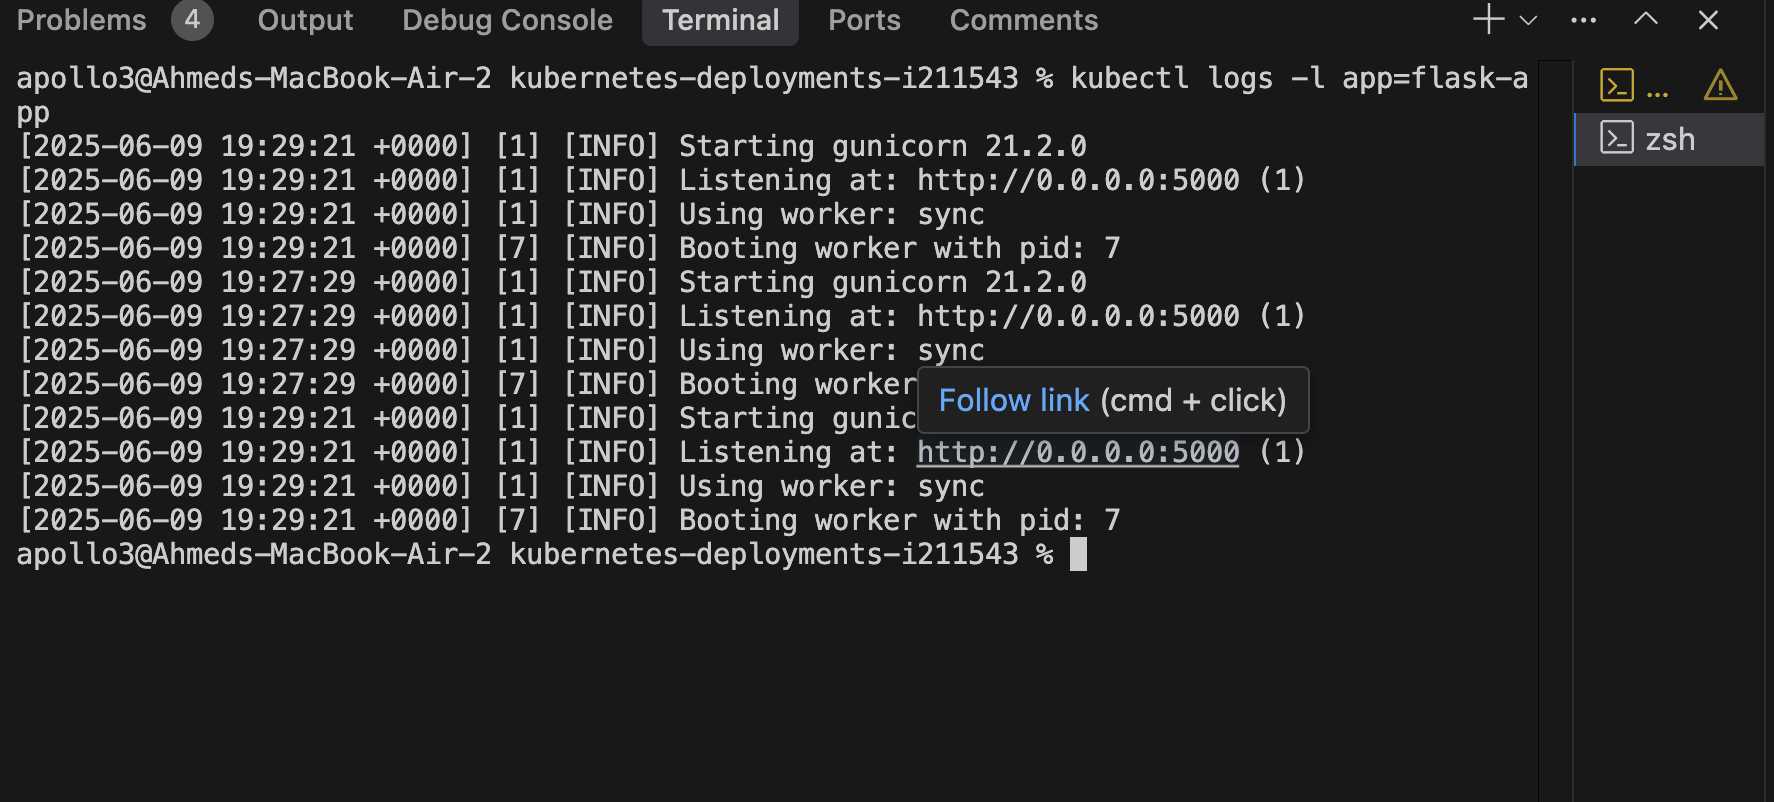 Problems 4 Output Debug Console Terminal Ports Comments
apollo3@Ahmeds-MacBook-Air-2 kubernetes-deployments-i211543 % kubectl logs -l app=flask-a
pp
[2025-06-09 19:29:21 +0000] [1] [INFO] Starting gunicorn 21.2.0
[2025-06-09 19:29:21 +0000] [1] [INFO] Listening at: http://0.0.0.0:5000 (1)
[2025-06-09 19:29:21 +0000] [1] [INFO] Using worker: sync
[2025-06-09 19:29:21 +0000] [7] [INFO] Booting worker with pid: 7
[2025-06-09 19:27:29 +0000] [1] [INFO] Starting gunicorn 21.2.0
[2025-06-09 19:27:29 +0000] [1] [INFO] Listening at: http://0.0.0.0:5000 (1)
[2025-06-09 19:27:29 +0000] [1] [INFO] Using worker: sync
[2025-06-09 19:27:29 +0000] [7] [INFO] Booting worker
Follow link (cmd + click)
[2025-06-09 19:29:21 +0000] [1] [INFO] Starting gunic
[2025-06-09 19:29:21 +0000] [1] [INFO] Listening at: http://0.0.0.0:5000 (1)
[2025-06-09 19:29:21 +0000] [1] [INFO] Using worker: sync
[2025-06-09 19:29:21 +0000] [7] [INFO] Booting worker with pid: 7
apollo3@Ahmeds-MacBook-Air-2 kubernetes-deployments-i211543 %
...
zsh